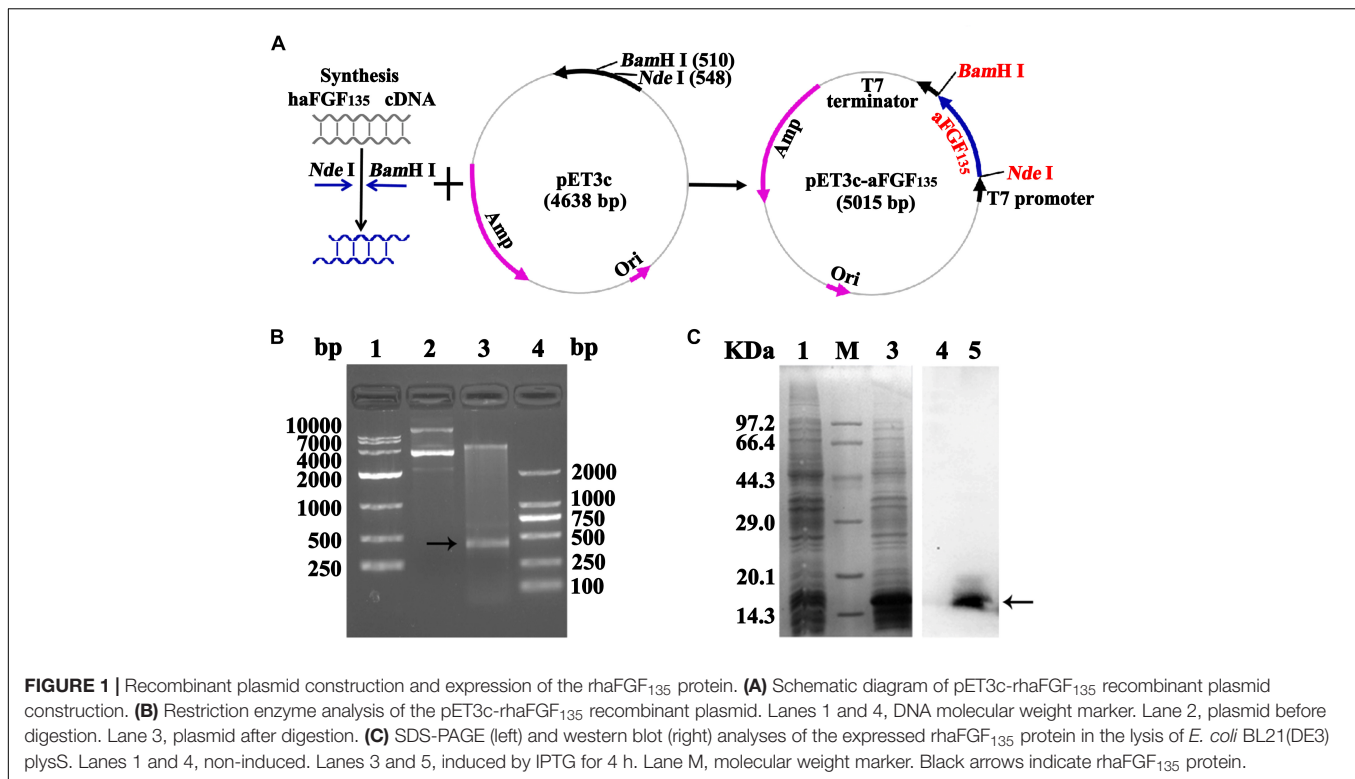 A
Synthesis
haFGF135 cDNA
Nde I BamH I
+
BamH I (510)
Nde I (548)
pET3c
(4638 bp)
Amp
Ori
BamH I
T7
terminator
aFGF135
Nde I
T7 promoter
Amp
pET3c-aFGF135
(5015 bp)
Ori
B
bp 1 2 3 4 bp
10000
7000
4000
2000
1000
500
250
2000
1000
750
500
250
100
C
KDa 1 M 3 4 5
97.2
66.4
44.3
29.0
20.1
14.3
FIGURE 1 | Recombinant plasmid construction and expression of the rhaFGF135 protein. (A) Schematic diagram of pET3c-rhaFGF135 recombinant plasmid
construction. (B) Restriction enzyme analysis of the pET3c-rhaFGF135 recombinant plasmid. Lanes 1 and 4, DNA molecular weight marker. Lane 2, plasmid before
digestion. Lane 3, plasmid after digestion. (C) SDS-PAGE (left) and western blot (right) analyses of the expressed rhaFGF135 protein in the lysis of E. coli BL21(DE3)
plysS. Lanes 1 and 4, non-induced. Lanes 3 and 5, induced by IPTG for 4 h. Lane M, molecular weight marker. Black arrows indicate rhaFGF135 protein.